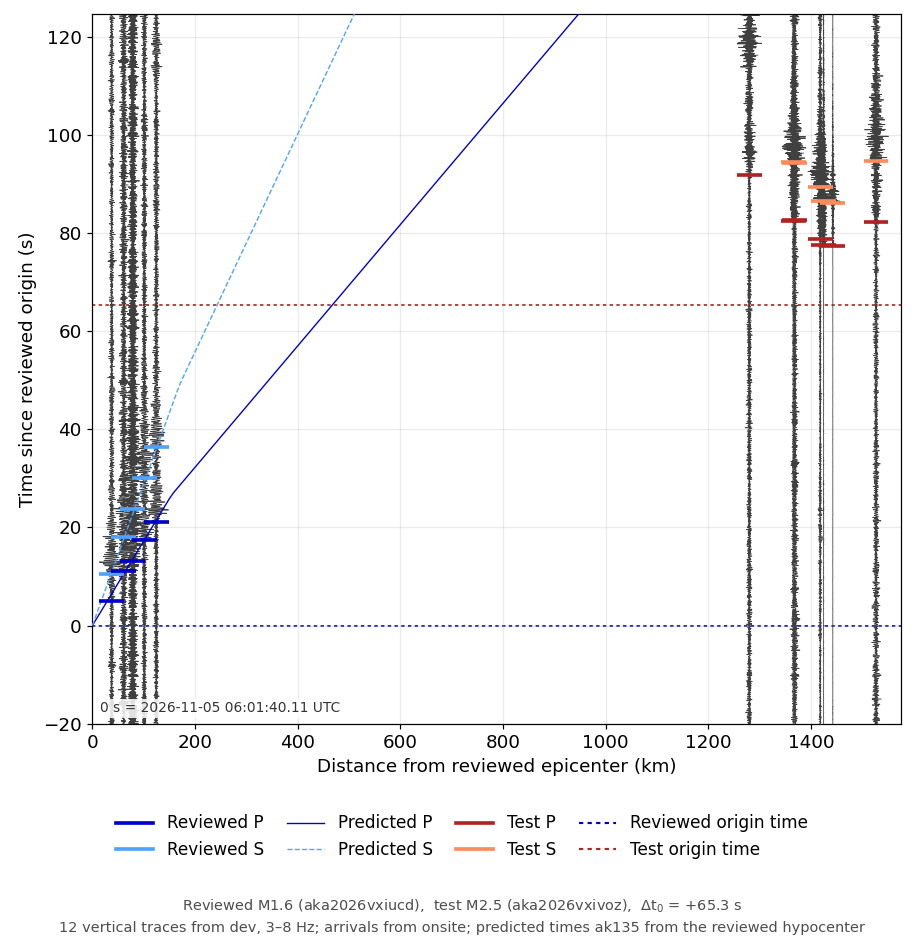 120
100
80
60
40
20
0
−20
Time since reviewed origin (s)
0 s = 2026-11-05 06:01:40.11 UTC
0 200 400 600 800 1000 1200 1400
Distance from reviewed epicenter (km)
Reviewed P Predicted P Test P Reviewed origin time
Reviewed S Predicted S Test S Test origin time
Reviewed M1.6 (aka2026vxiucd), test M2.5 (aka2026vxivoz), Δt0 = +65.3 s
12 vertical traces from dev, 3–8 Hz; arrivals from onsite; predicted times ak135 from the reviewed hypocenter